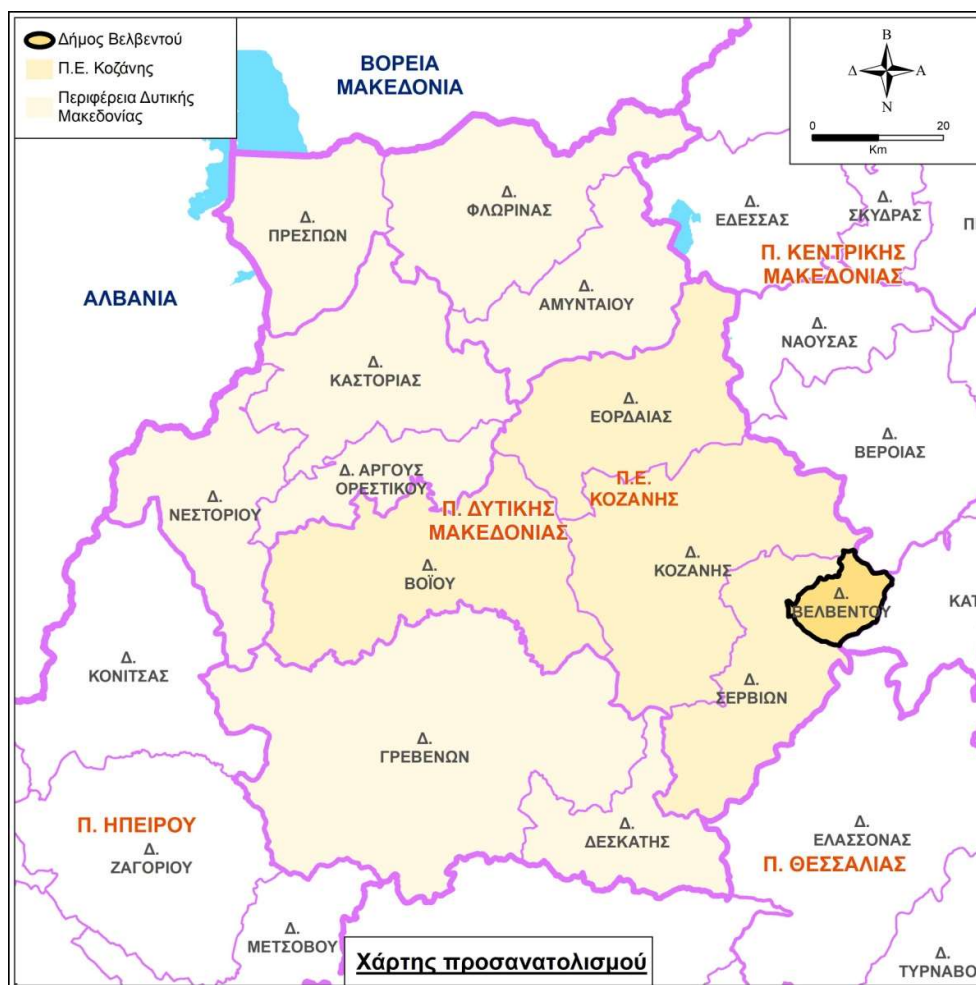 Δήμος Βελβεντού
Π.Ε. Κοζάνης
Περιφέρεια Δυτικής
Μακεδονίας
ΒΟΡΕΙΑ
ΜΑΚΕΔΟΝΙΑ
Β
Δ
Α
Ν
0
20
Km
Δ.
ΠΡΕΣΠΩΝ
Δ.
ΦΛΩΡΙΝΑΣ
Δ.
ΕΔΕΣΣΑΣ
Δ.
ΣΚΥΔΡΑΣ
Π. ΚΕΝΤΡΙΚΗΣ
ΜΑΚΕΔΟΝΙΑΣ
ΑΛΒΑΝΙΑ
Δ.
ΑΜΥΝΤΑΙΟΥ
Δ.
ΝΑΟΥΣΑΣ
Δ.
ΚΑΣΤΟΡΙΑΣ
Δ.
ΕΟΡΔΑΙΑΣ
Δ.
ΒΕΡΟΙΑΣ
Δ. ΑΡΓΟΥΣ
ΟΡΕΣΤΙΚΟΥ
Π.Ε.
ΚΟΖΑΝΗΣ
Δ.
ΝΕΣΤΟΡΙΟΥ
Π. ΔΥΤΙΚΗΣ
ΜΑΚΕΔΟΝΙΑΣ
Δ.
ΚΟΖΑΝΗΣ
Δ.
ΒΟΪΟΥ
Δ.
ΒΕΛΒΕΝΤΟΥ
ΚΑΤ
Δ.
ΚΟΝΙΤΣΑΣ
Δ.
ΣΕΡΒΙΩΝ
Δ.
ΓΡΕΒΕΝΩΝ
Π. ΗΠΕΙΡΟΥ
Δ.
ΖΑΓΟΡΙΟΥ
Δ.
ΔΕΣΚΑΤΗΣ
Δ.
ΕΛΑΣΣΟΝΑΣ
Π. ΘΕΣΣΑΛΙΑΣ
Δ.
ΜΕΤΣΟΒΟΥ
Χάρτης προσανατολισμού
Δ.
ΤΥΡΝΑΒΟ